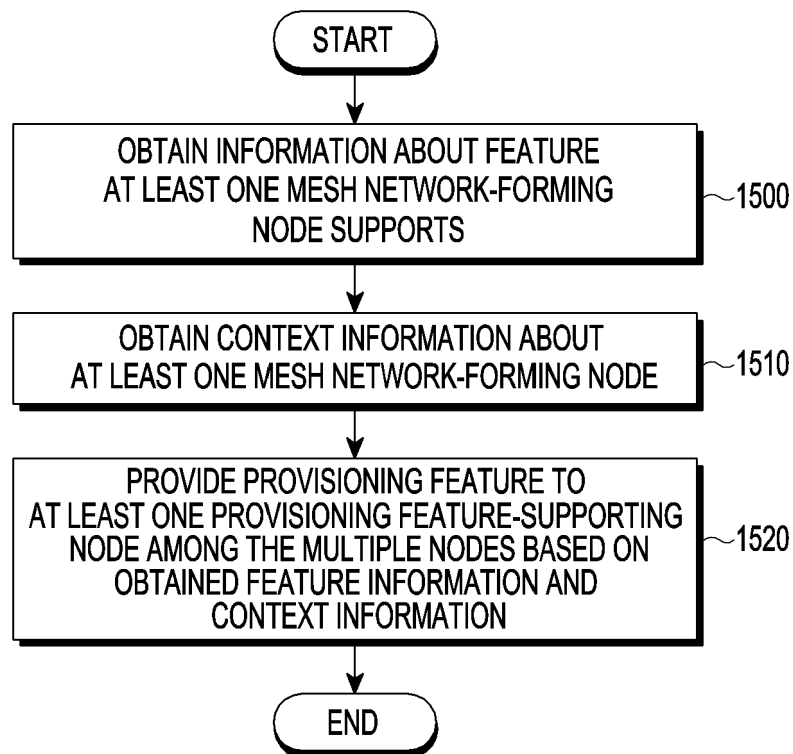 START
OBTAIN INFORMATION ABOUT FEATURE
AT LEAST ONE MESH NETWORK-FORMING
NODE SUPPORTS
1500
OBTAIN CONTEXT INFORMATION ABOUT
AT LEAST ONE MESH NETWORK-FORMING NODE
1510
PROVIDE PROVISIONING FEATURE TO
AT LEAST ONE PROVISIONING FEATURE-SUPPORTING
NODE AMONG THE MULTIPLE NODES BASED ON
OBTAINED FEATURE INFORMATION AND
CONTEXT INFORMATION
1520
END